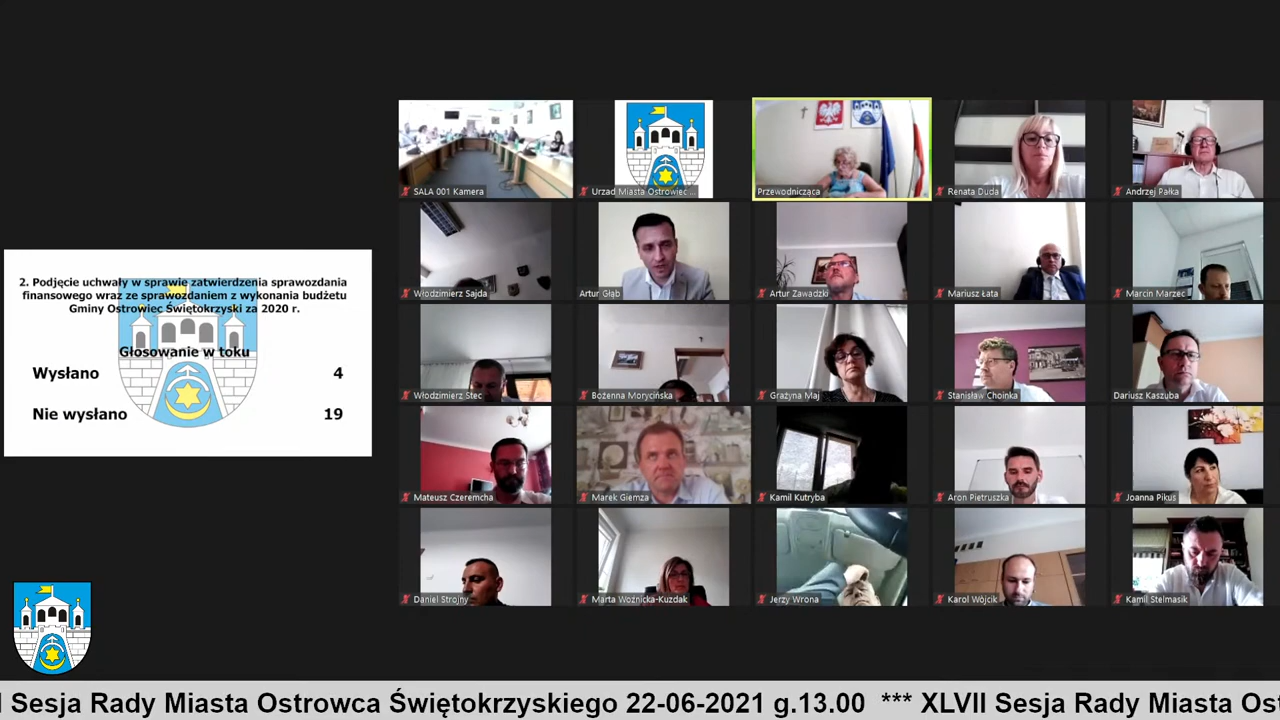 SALA 001 Kamera
Urzad Miasta Ostrowiec ...
Przewodnicząca
Renata Duda
Andrzej Pałka
Włodzimierz Sajda
Artur Głąb
Artur Zawadzki
Mariusz Łata
Marcin Marzec
2. Podjęcie uchwały w sprawie zatwierdzenia sprawozdania
finansowego wraz ze sprawozdaniem z wykonania budżetu
Gminy Ostrowiec Świętokrzyski za 2020 r.
Głosowanie w toku
Wysłano 4
Nie wysłano 19
Włodzimierz Stec
Bożenna Morycińska
Grażyna Maj
Stanisław Choinka
Dariusz Kaszuba
Mateusz Czeremcha
Marek Giemza
Kamil Kutryba
Aron Pietruszka
Joanna Pikus
Daniel Strojny
Marta Woźnicka-Kuzdak
Jerzy Wrona
Karol Wójcik
Kamil Stelmasik
I Sesja Rady Miasta Ostrowca Świętokrzyskiego 22-06-2021 g.13.00 *** XLVII Sesja Rady Miasta Ost